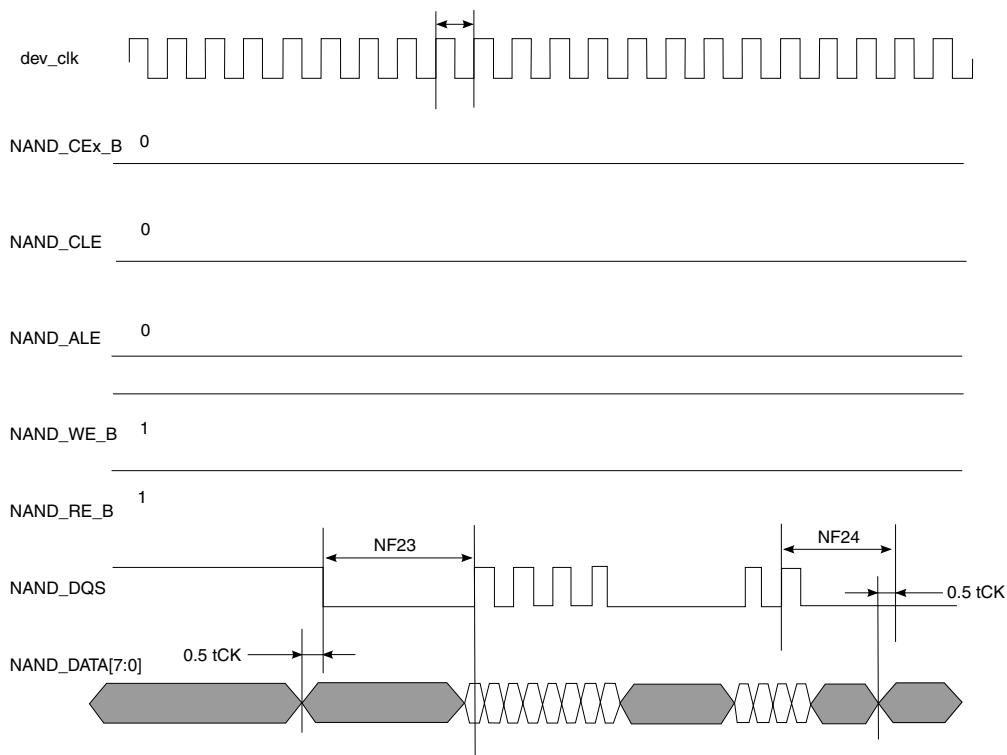 dev_clk
NAND_CEx_B 0
NAND_CLE 0
NAND_ALE 0
NAND_WE_B 1
NAND_RE_B 1
NF23
NF24
NAND_DQS
0.5 tCK
NAND_DATA[7:0]
0.5 tCK